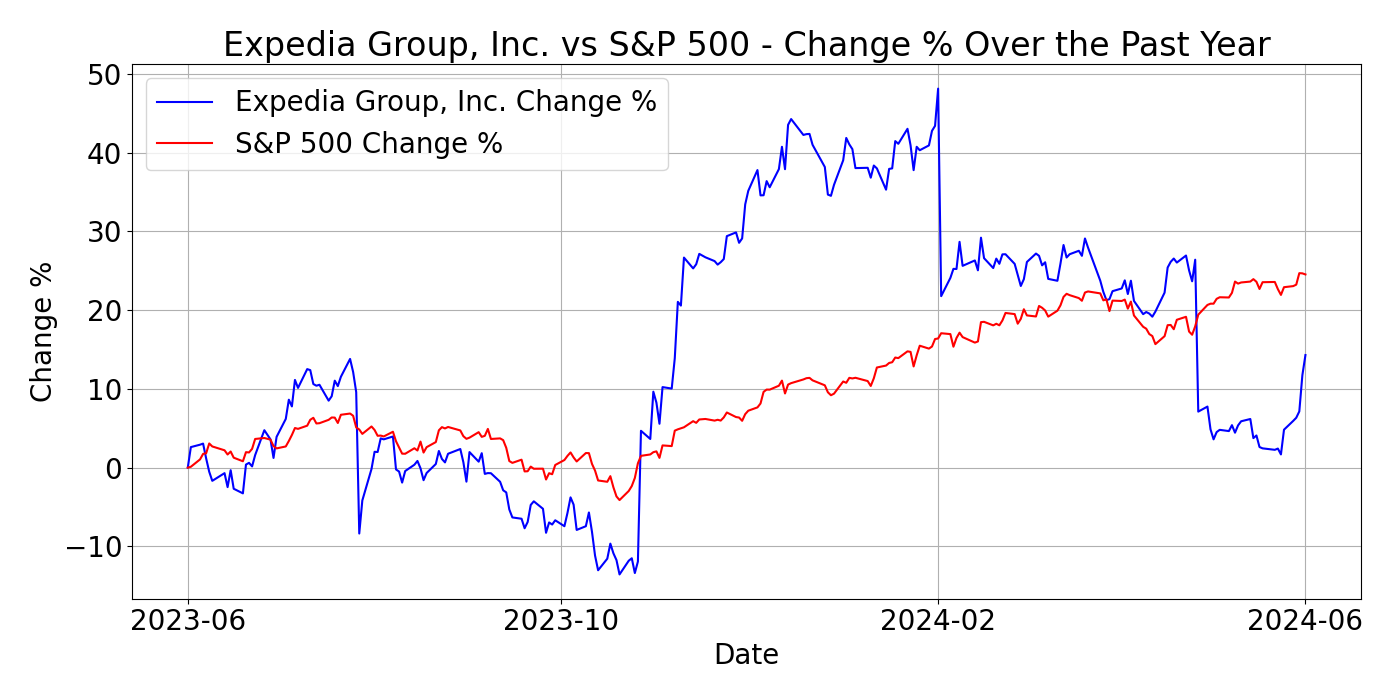 Expedia Group, Inc. vs S&P 500 - Change % Over the Past Year
Expedia Group, Inc. Change %
S&P 500 Change %
Change %
50
40
30
20
10
0
−10
2023-06
2023-10
2024-02
2024-06
Date